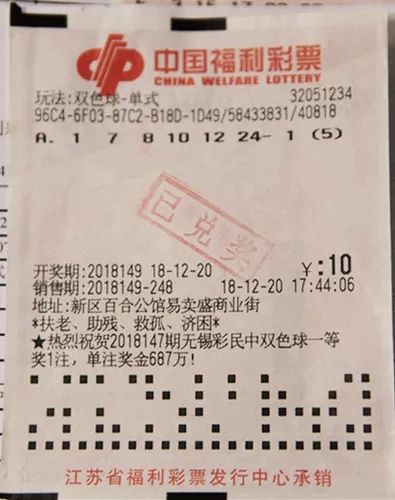 中国福利彩票
CHINA WELFARE LOTTERY
玩法:双色球-单式 32051234
96C4-6F03-87C2-B18D-1D49/58433831/40818
A. 1 7 8 10 12 24- 1 (5)
已兑奖
开奖期:2018149 18-12-20 ¥:10
销售期:2018149-248 18-12-20 17:44:06
地址:新区百合公馆易卖盛商业街
*扶老、助残、救孤、济困*
★热烈祝贺2018147期无锡彩民中双色球一等
奖1注，单注奖金687万!
江苏省福利彩票发行中心承销